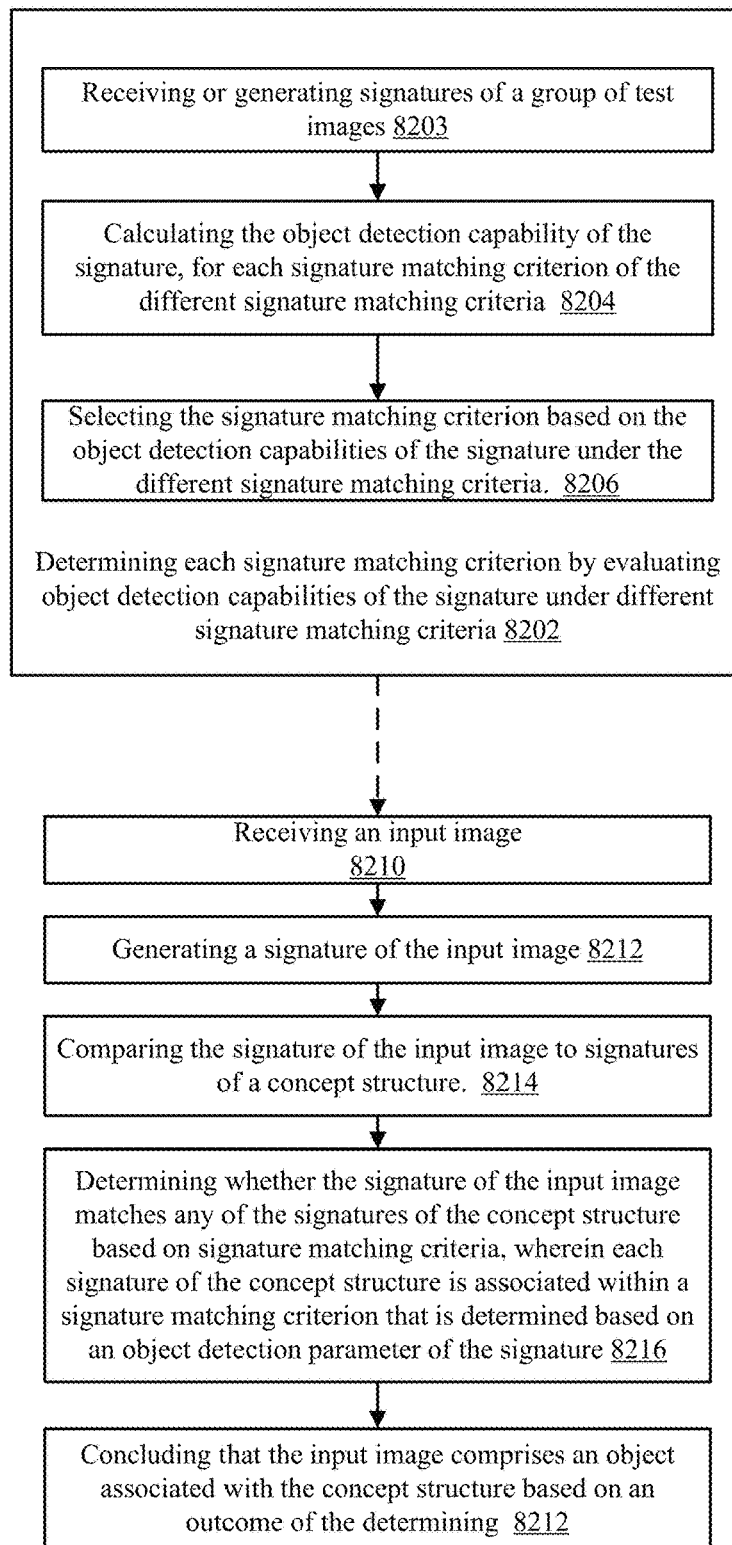 Receiving or generating signatures of a group of test
images 8203
Calculating the object detection capability of the
signature, for each signature matching criterion of the
different signature matching criteria 8204
Selecting the signature matching criterion based on the
object detection capabilities of the signature under the
different signature matching criteria. 8206
Determining each signature matching criterion by evaluating
object detection capabilities of the signature under different
signature matching criteria 8202
Receiving an input image
8210
Generating a signature of the input image 8212
Comparing the signature of the input image to signatures
of a concept structure. 8214
Determining whether the signature of the input image
matches any of the signatures of the concept structure
based on signature matching criteria, wherein each
signature of the concept structure is associated within a
signature matching criterion that is determined based on
an object detection parameter of the signature 8216
Concluding that the input image comprises an object
associated with the concept structure based on an
outcome of the determining 8212